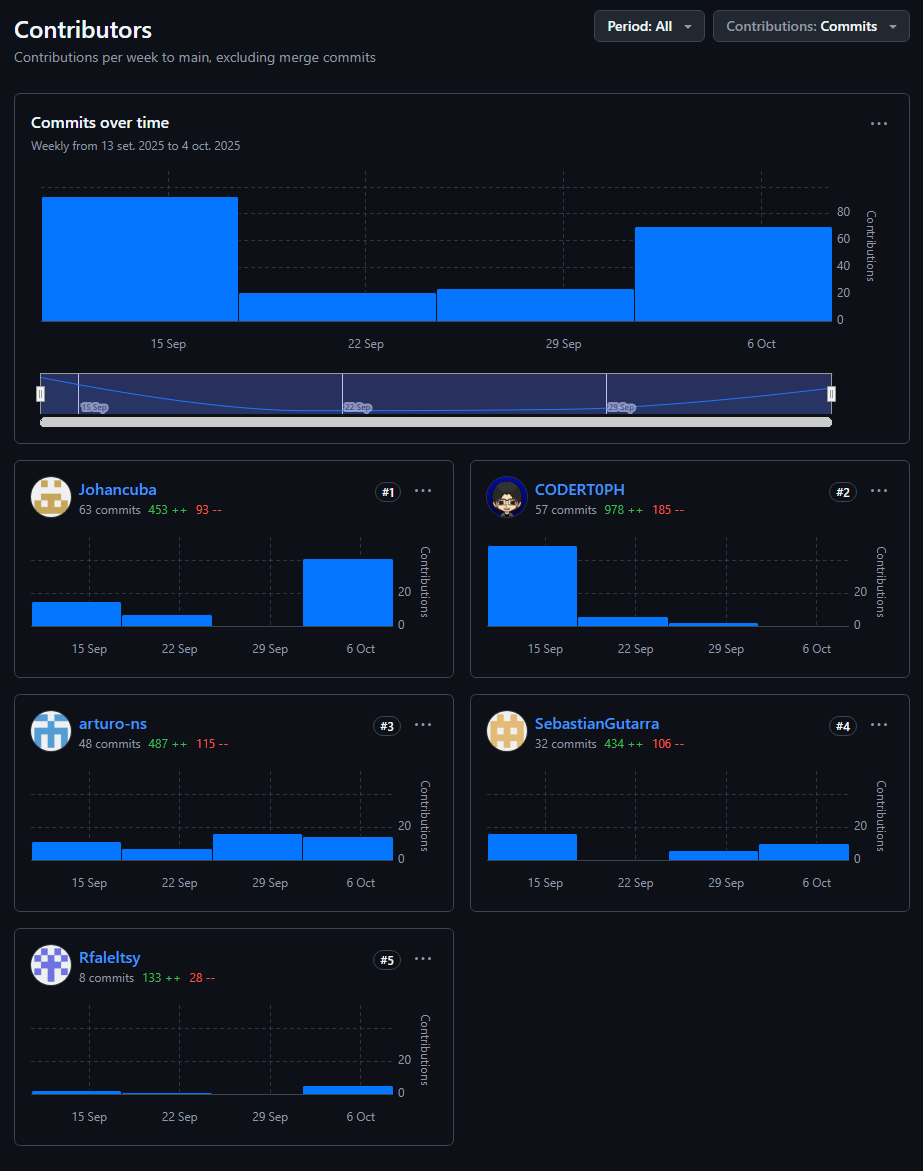 Contributors
Period: All
Contributions: Commits
Contributions per week to main, excluding merge commits
Commits over time
Weekly from 13 set. 2025 to 4 oct. 2025
80
60
40
20
0
Contributions
15 Sep 22 Sep 29 Sep 6 Oct
15 Sep 22 Sep 29 Sep
Johancuba #1
63 commits 453 ++ 93 --
20
0
Contributions
15 Sep 22 Sep 29 Sep 6 Oct
CODERT0PH #2
57 commits 978 ++ 185 --
20
0
Contributions
15 Sep 22 Sep 29 Sep 6 Oct
arturo-ns #3
48 commits 487 ++ 115 --
20
0
Contributions
15 Sep 22 Sep 29 Sep 6 Oct
SebastianGutarra #4
32 commits 434 ++ 106 --
20
0
Contributions
15 Sep 22 Sep 29 Sep 6 Oct
Rfaleltsy #5
8 commits 133 ++ 28 --
20
0
Contributions
15 Sep 22 Sep 29 Sep 6 Oct